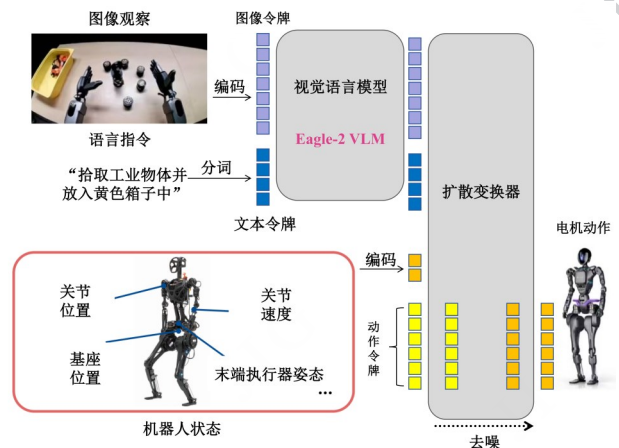 图像观察
图像令牌
编码
视觉语言模型
Eagle-2 VLM
语言指令
“拾取工业物体并
放入黄色箱子中”
分词
文本令牌
扩散变换器
电机动作
编码
关节
位置
关节
速度
基座
位置
末端执行器姿态
...
机器人状态
动作令牌
去噪